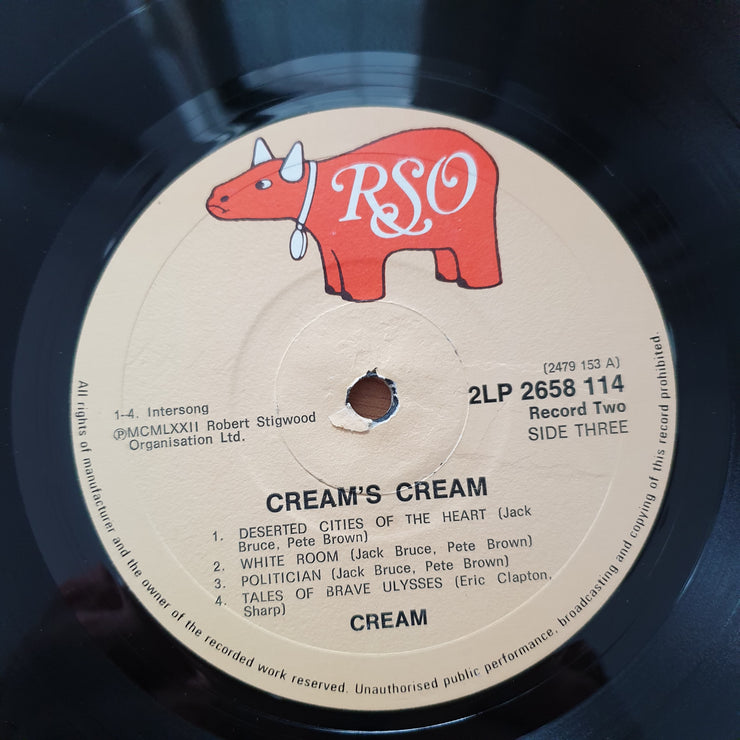 RSO
(2479 153 A)
2LP 2658 114
Record Two
SIDE THREE
1-4. Intersong
ⓅMCMLXXII Robert Stigwood
Organisation Ltd.
CREAM'S CREAM
1. DESERTED CITIES OF THE HEART (Jack
Bruce, Pete Brown)
2. WHITE ROOM (Jack Bruce, Pete Brown)
3. POLITICIAN (Jack Bruce, Pete Brown)
4. TALES OF BRAVE ULYSSES (Eric Clapton,
Sharp)
CREAM
All rights of manufacturer and the owner of the recorded work reserved. Unauthorised public performance, broadcasting and copying of this record prohibited.